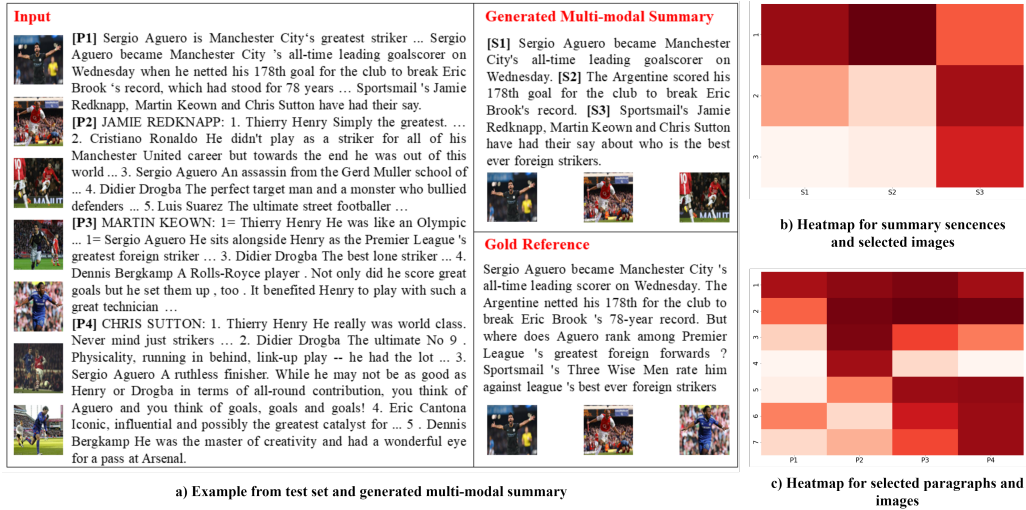 Input
[P1] Sergio Aguero is Manchester City's greatest striker ... Sergio
Aguero became Manchester City 's all-time leading goalscorer on
Wednesday when he netted his 178th goal for the club to break Eric
Brook 's record, which had stood for 78 years … Sportsmail 's Jamie
Redknapp, Martin Keown and Chris Sutton have had their say.
[P2] JAMIE REDKNAPP: 1. Thierry Henry Simply the greatest. …
2. Cristiano Ronaldo He didn't play as a striker for all of his
Manchester United career but towards the end he was out of this
world ... 3. Sergio Aguero An assassin from the Gerd Muller school of
... 4. Didier Drogba The perfect target man and a monster who bullied
defenders ... 5. Luis Suarez The ultimate street footballer …
[P3] MARTIN KEOWN: 1= Thierry Henry He was like an Olympic
... 1= Sergio Aguero He sits alongside Henry as the Premier League 's
greatest foreign striker … 3. Didier Drogba The best lone striker ... 4.
Dennis Bergkamp A Rolls-Royce player . Not only did he score great
goals but he set them up , too . It benefited Henry to play with such a
great technician …
[P4] CHRIS SUTTON: 1. Thierry Henry He really was world class.
Never mind just strikers … 2. Didier Drogba The ultimate No 9 .
Physicality, running in behind, link-up play -- he had the lot ... 3.
Sergio Aguero A ruthless finisher. While he may not be as good as
Henry or Drogba in terms of all-round contribution, you think of
Aguero and you think of goals, goals and goals! 4. Eric Cantona
Iconic, influential and possibly the greatest catalyst for ... 5 . Dennis
Bergkamp He was the master of creativity and had a wonderful eye
for a pass at Arsenal.
Generated Multi-modal Summary
[S1] Sergio Aguero became Manchester
City's all-time leading goalscorer on
Wednesday. [S2] The Argentine scored his
178th goal for the club to break Eric
Brook's record. [S3] Sportsmail's Jamie
Redknapp, Martin Keown and Chris Sutton
have had their say about who is the best
ever foreign strikers.
Gold Reference
Sergio Aguero became Manchester City 's
all-time leading scorer on Wednesday. The
Argentine netted his 178th for the club to
break Eric Brook 's 78-year record. But
where does Aguero rank among Premier
League 's greatest foreign forwards ?
Sportsmail 's Three Wise Men rate him
against league 's best ever foreign strikers
a) Example from test set and generated multi-modal summary
1
2
3
S1 S2 S3
b) Heatmap for summary sencences
and selected images
1
2
3
4
5
6
7
P1 P2 P3 P4
c) Heatmap for selected paragraphs and
images